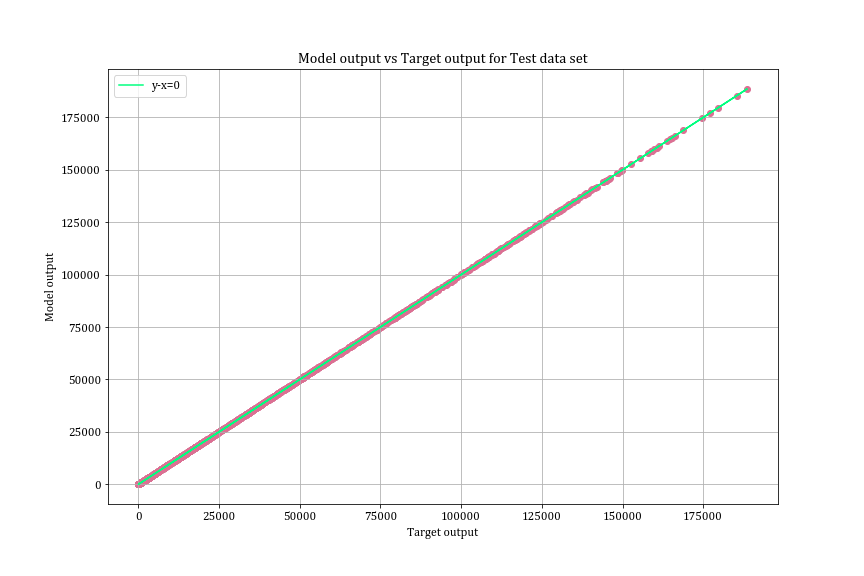 Model output vs Target output for Test data set
y-x=0
175000
150000
125000
100000
75000
50000
25000
0
Model output
0 25000 50000 75000 100000 125000 150000 175000
Target output